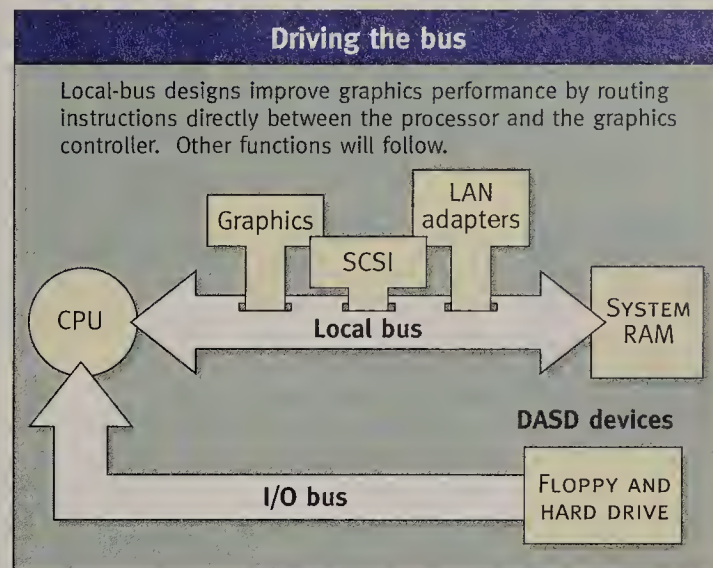 Driving the bus
Local-bus designs improve graphics performance by routing
instructions directly between the processor and the graphics
controller. Other functions will follow.
Graphics
SCSI
LAN
adapters
CPU
Local bus
SYSTEM
RAM
DASD devices
I/O bus
FLOPPY AND
HARD DRIVE